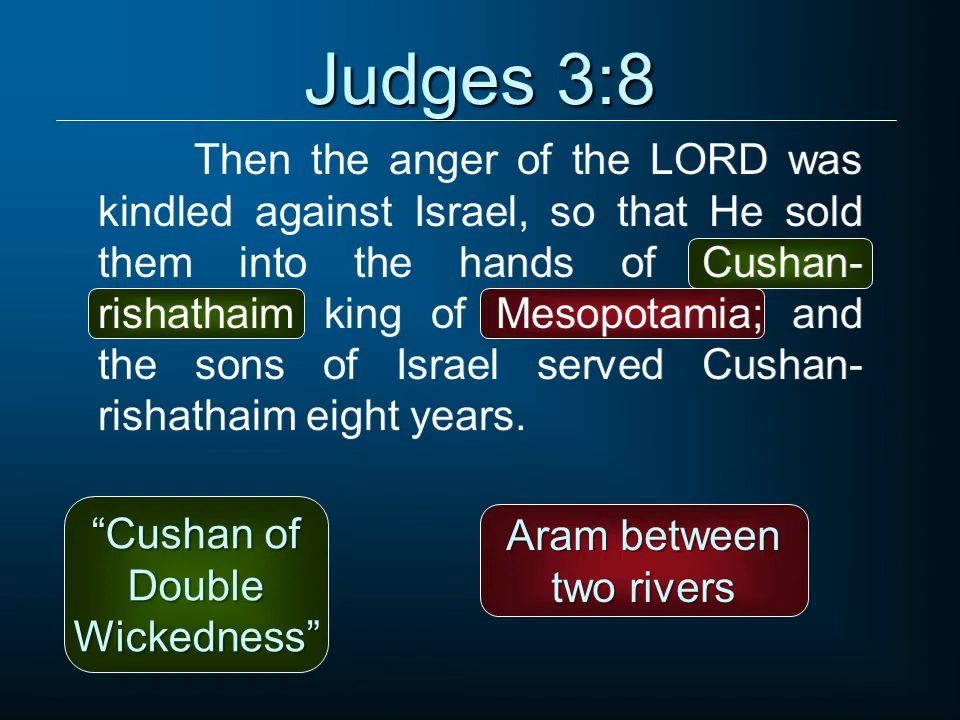 Judges 3:8
Then the anger of the LORD was
kindled against Israel, so that He sold
them into the hands of Cushan-
rishathaim king of Mesopotamia; and
the sons of Israel served Cushan-
rishathaim eight years.
“Cushan of
Double
Wickedness”
Aram between
two rivers